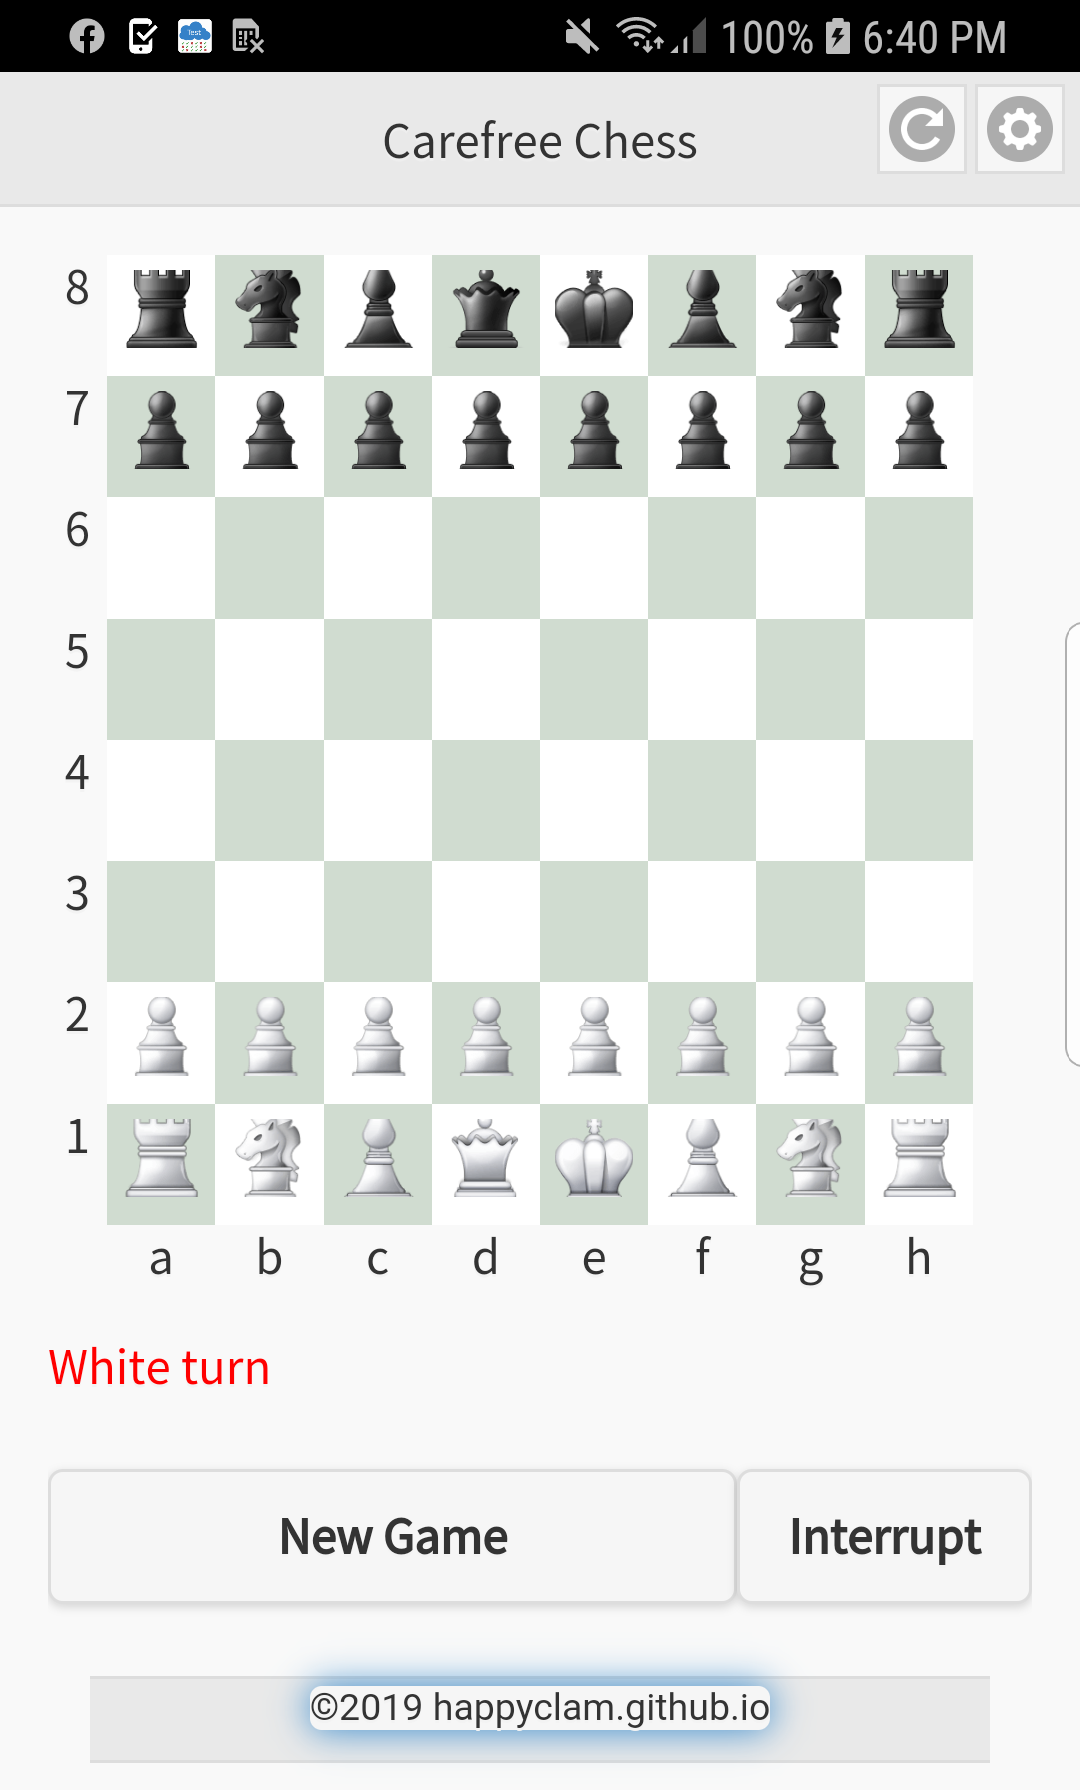 Test
100% 6:40 PM
Carefree Chess
8
7
6
5
4
3
2
1
a b c d e f g h
White turn
New Game Interrupt
©2019 happyclam.github.io